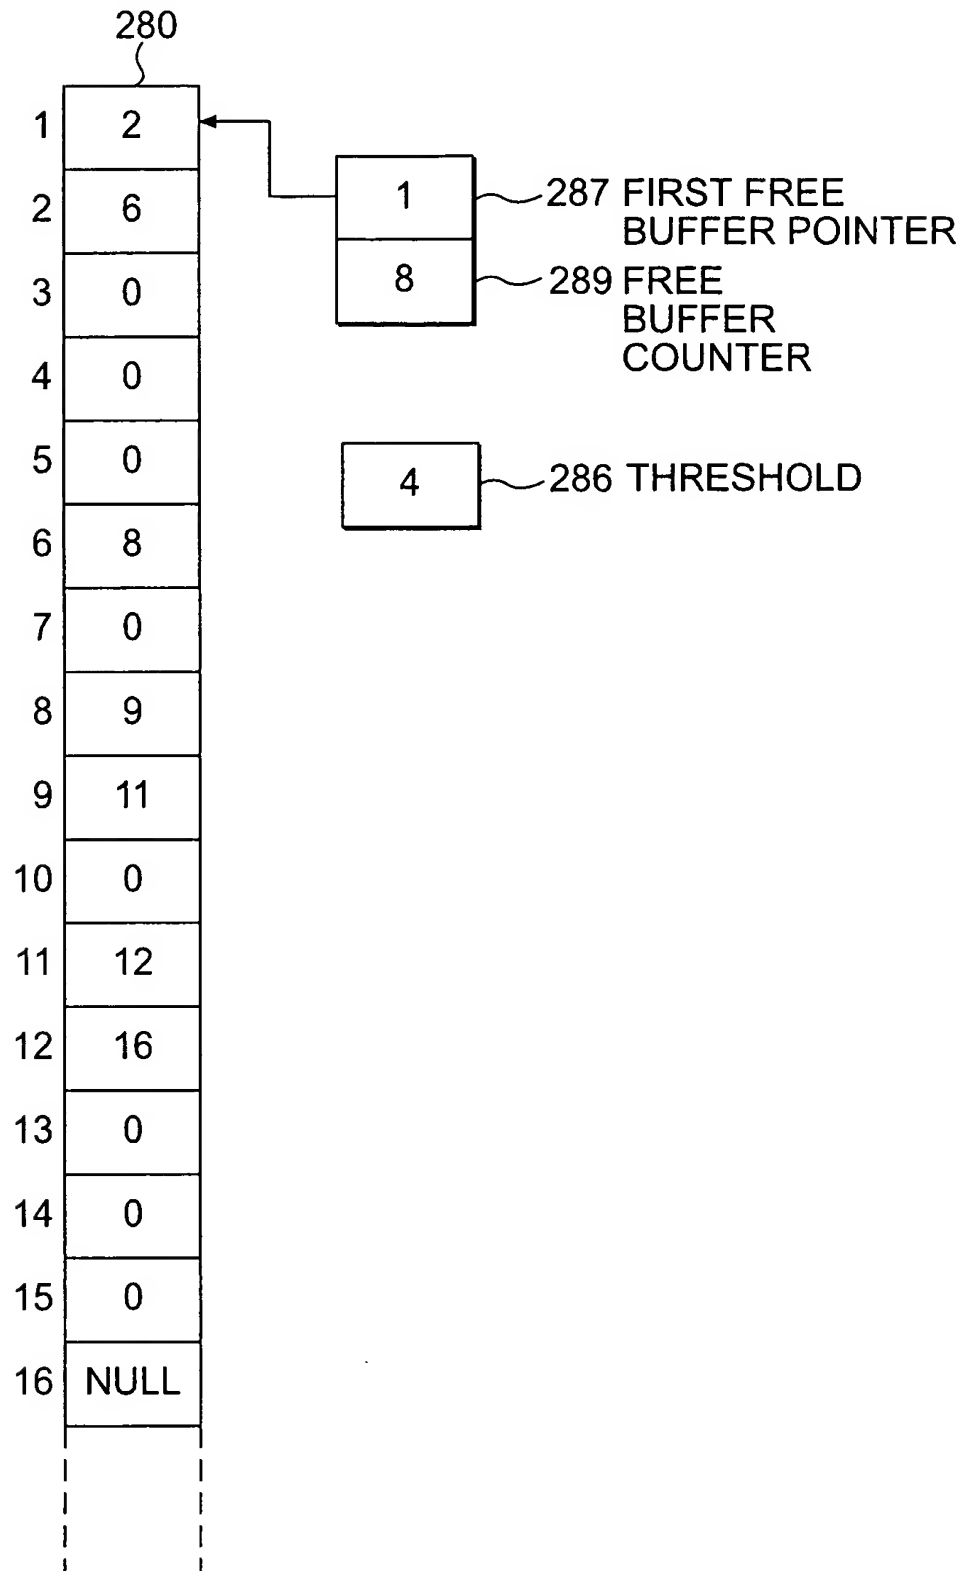 280
1 2
2 6
3 0
4 0
5 0
6 8
7 0
8 9
9 11
10 0
11 12
12 16
13 0
14 0
15 0
16 NULL
1 287 FIRST FREE
BUFFER POINTER
8 289 FREE
BUFFER
COUNTER
4 286 THRESHOLD